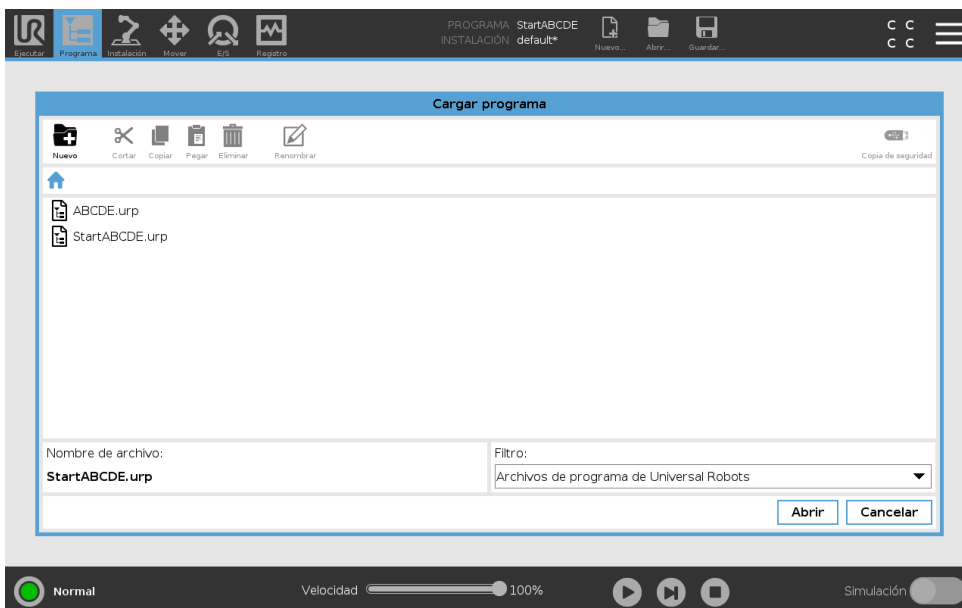 PROGRAMA StartABCDE
INSTALACIÓN default*
C C
C C
Ejecutar Programa Instalación Mover E/S Registro Nuevo... Abrir... Guardar...
Cargar programa
Nuevo Cortar Copiar Pegar Eliminar Renombrar Copia de seguridad
ABCDE.urp
StartABCDE.urp
Nombre de archivo: Filtro:
StartABCDE.urp Archivos de programa de Universal Robots
Abrir Cancelar
Normal Velocidad 100% Simulación